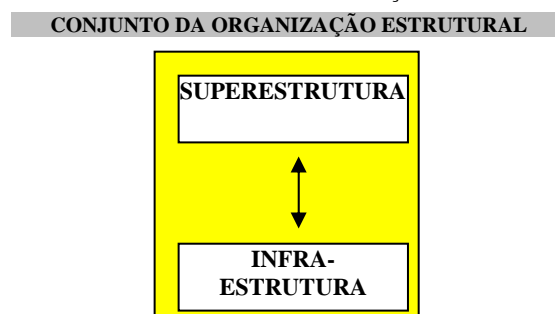 CONJUNTO DA ORGANIZAÇÃO ESTRUTURAL
SUPERESTRUTURA
INFRA-
ESTRUTURA